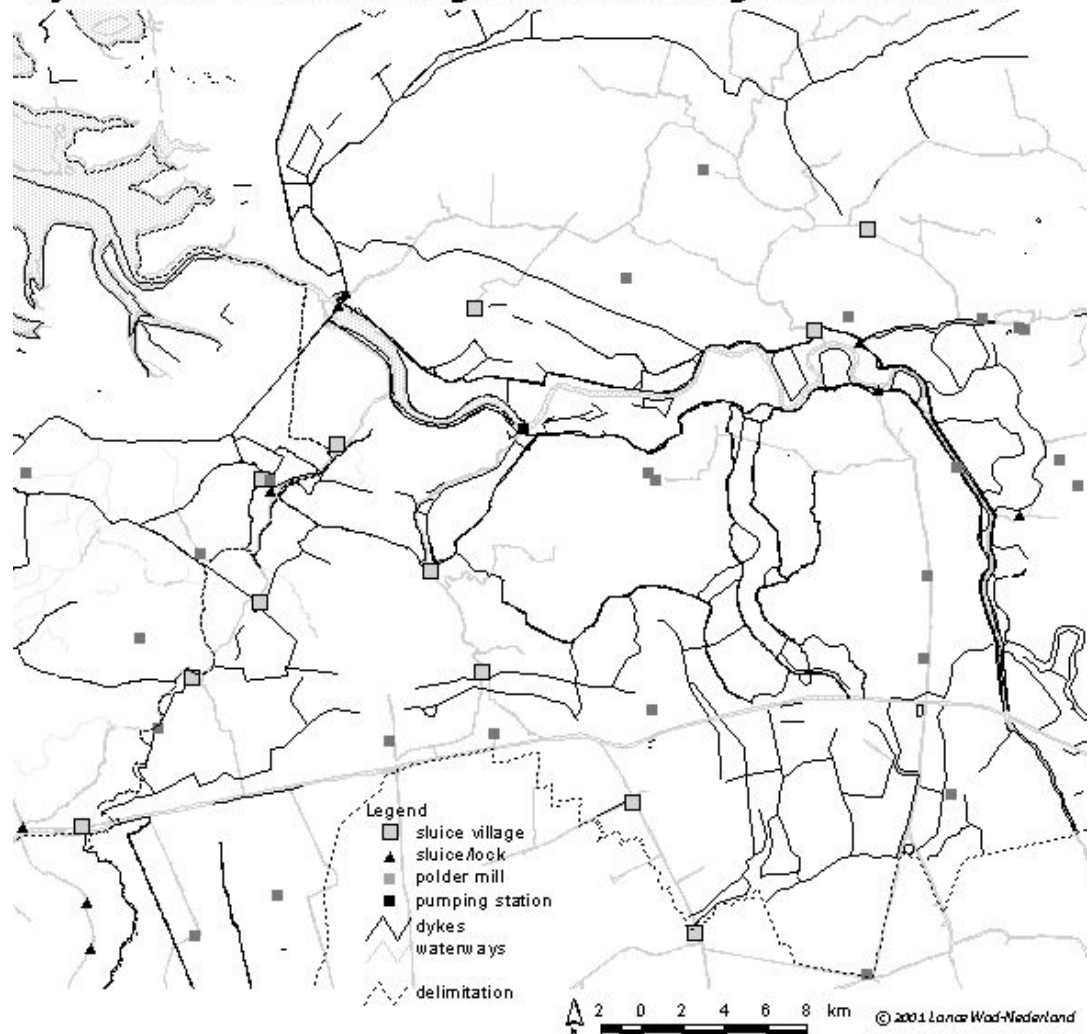 Legend
sluice village
sluice/lock
polder mill
pumping station
dykes
waterways
delimitation
2 0 2 4 6 8 km
© 2001 Lance Wad-Nederland